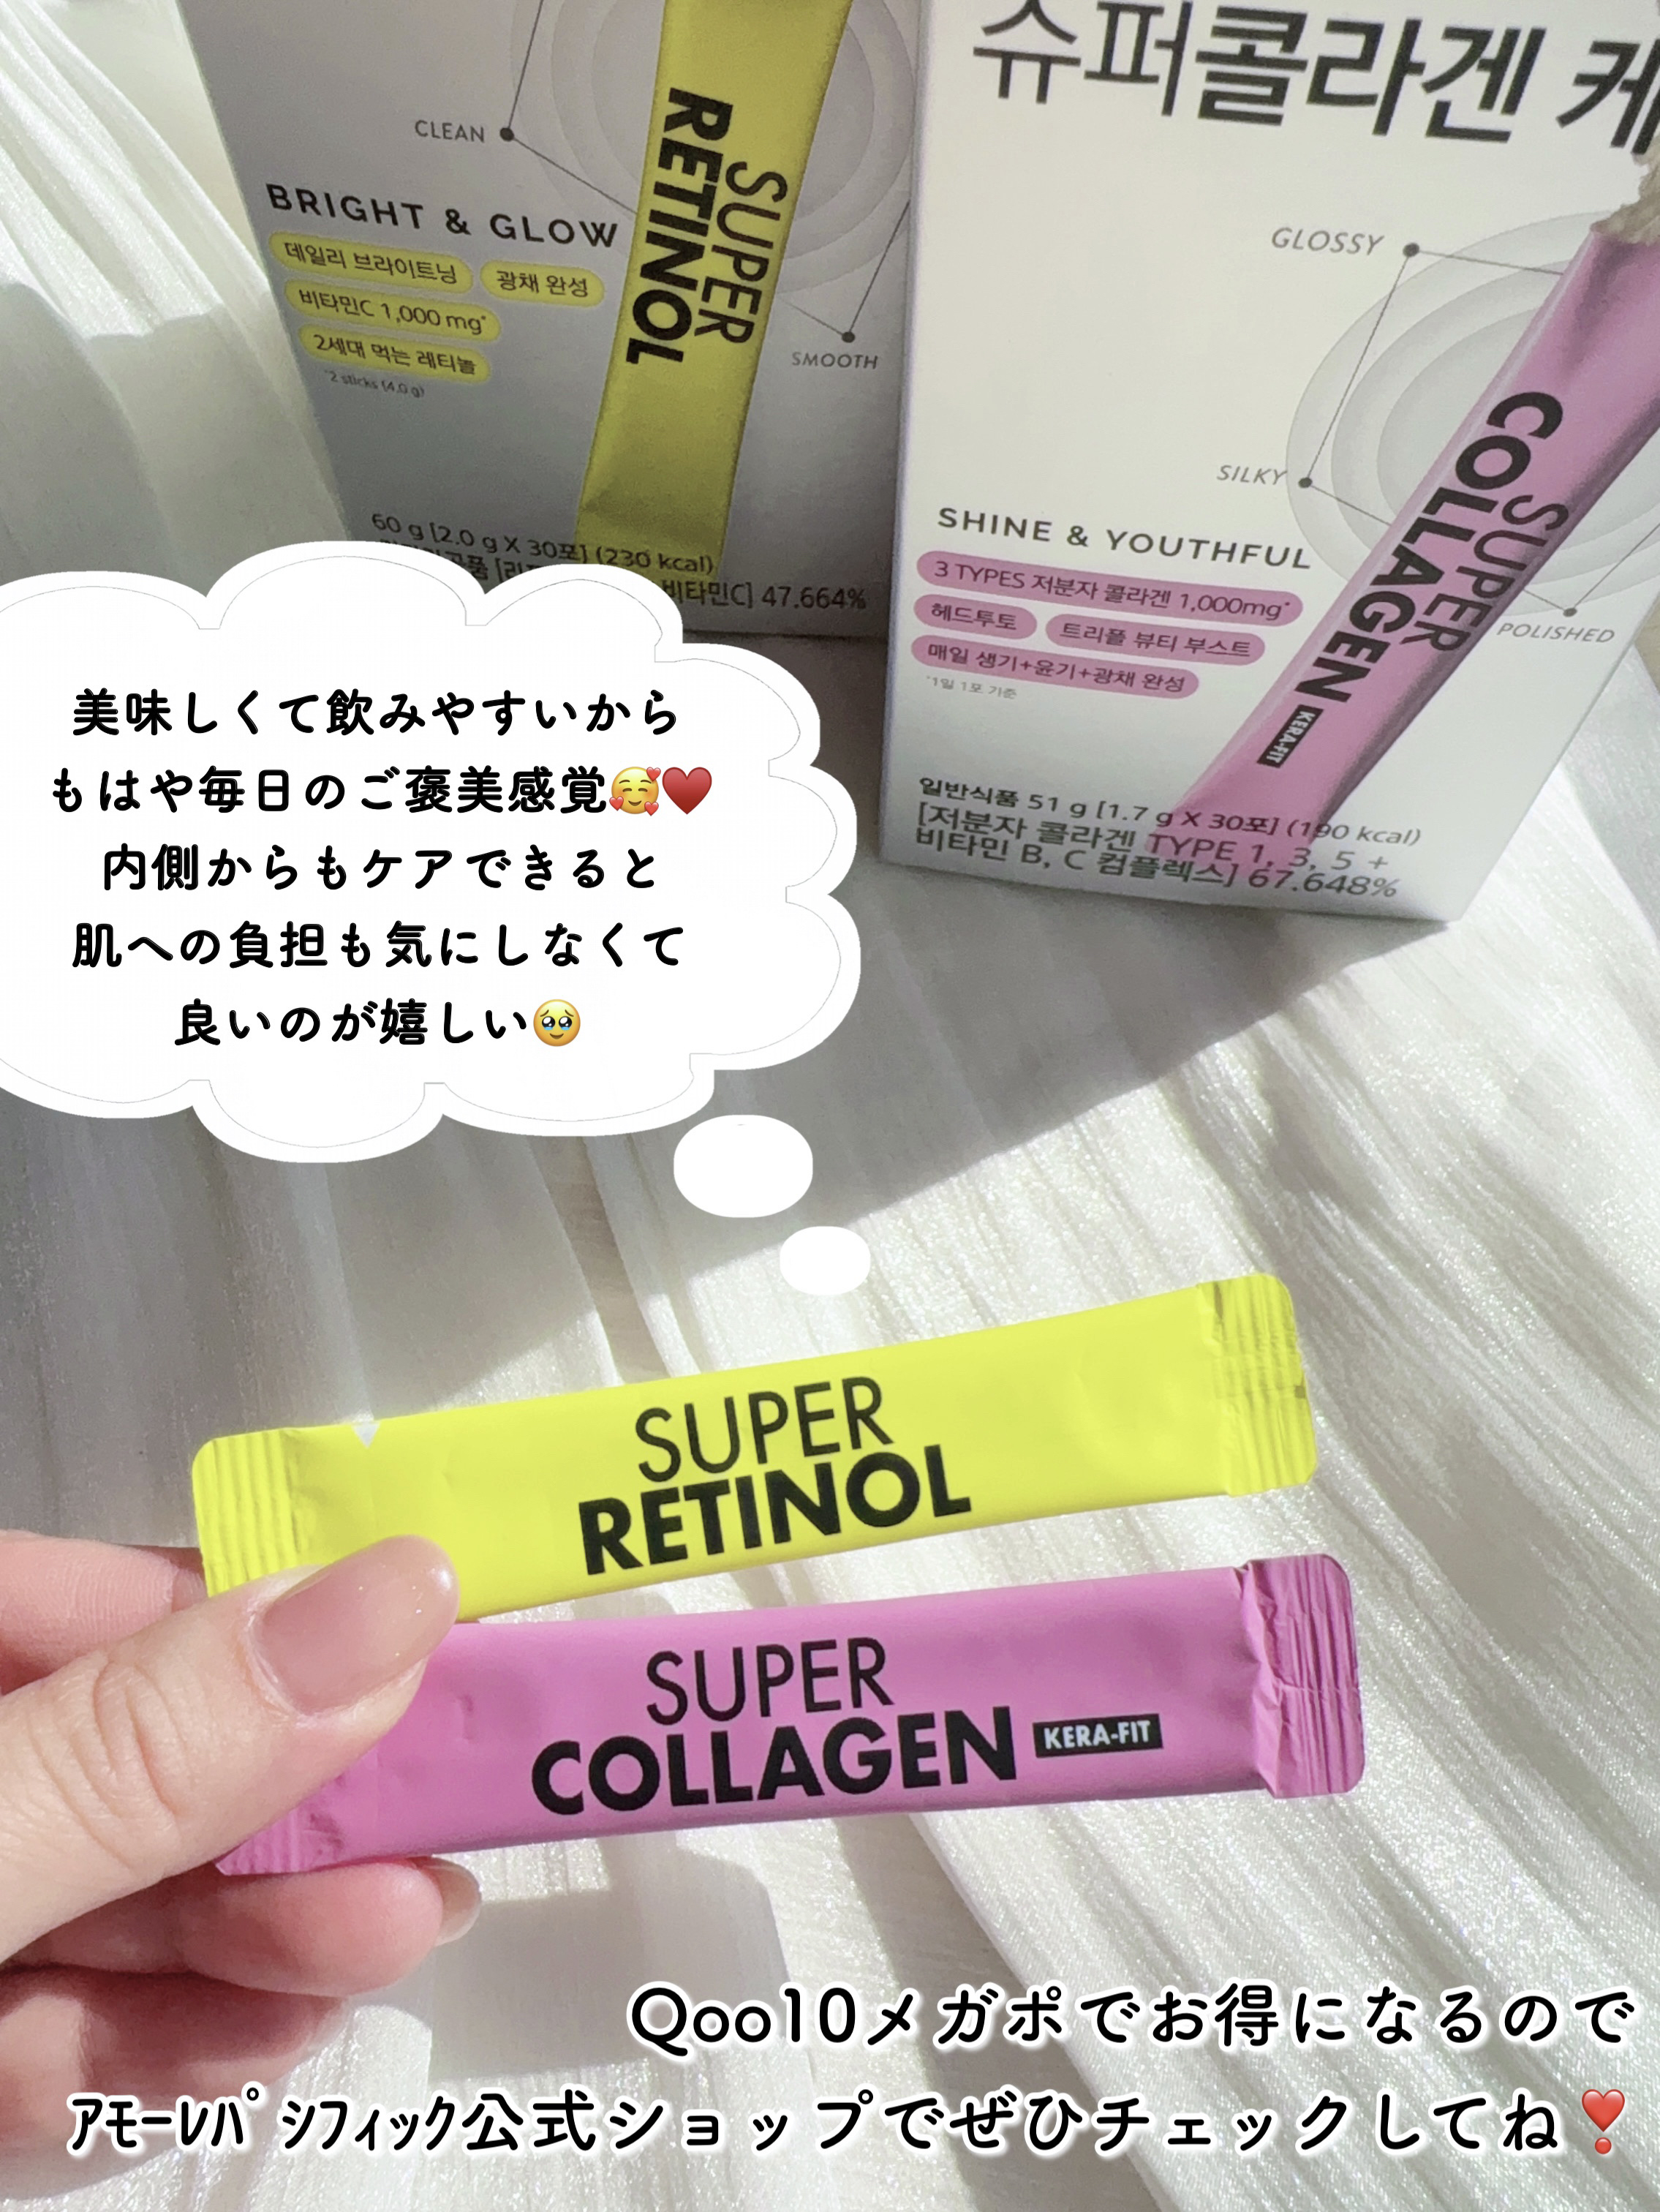 CLEAN
BRIGHT & GLOW
데일리 브라이트닝 광채 완성
비타민C 1,000 mg*
2세대 먹는 레티놀
*2 sticks (4.0 g)
SUPER
RETINOL
SMOOTH
60 g [2.0 g X 30포] (230 kcal)
비타민C] 47.664%
슈퍼콜라겐 케
GLOSSY
SILKY
SHINE & YOUTHFUL
3 TYPES 저분자 콜라겐 1,000mg*
헤드투토 트리플 뷰티 부스트
매일 생기+윤기+광채 완성
*1일 1포 기준
SUPER
COLLAGEN
KERA-FIT
POLISHED
일반식품 51 g [1.7 g X 30포] (190 kcal)
[저분자 콜라겐 TYPE 1, 3, 5 +
비타민 B, C 컴플렉스] 67.648%
美味しくて飲みやすいから
もはや毎日のご褒美感覚🥰♥️
内側からもケアできると
肌への負担も気にしなくて
良いのが嬉しい🥹
SUPER
RETINOL
SUPER
COLLAGEN KERA-FIT
Qoo10メガポでお得になるので
ｱﾓｰﾚﾊﾟｼﾌｨｯｸ公式ショップでぜひチェックしてね❣️